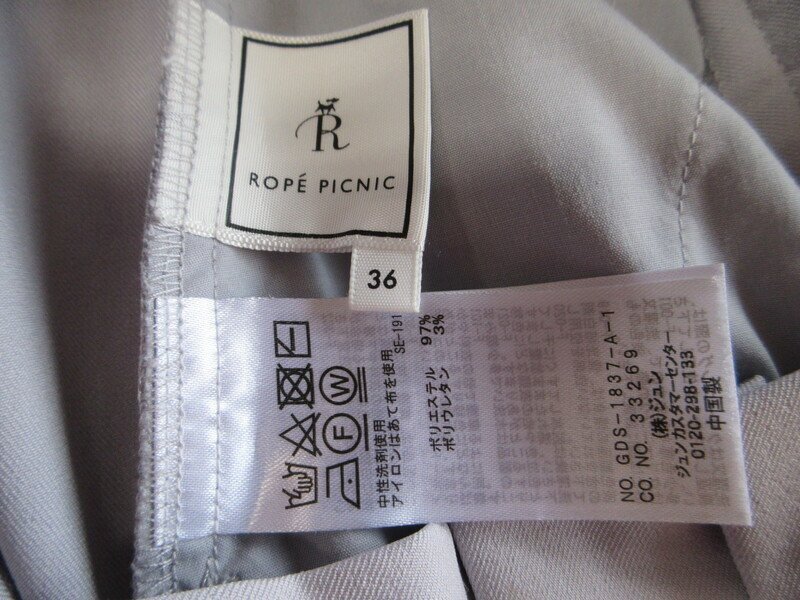 R
ROPÉ PICNIC
36
中性洗剤使用
アイロンはあて布を使用
SE-191
ポリエステル 97%
ポリウレタン 3%
NO. GDS-1837-A-1
CO. NO. 33269
(株)ジュン
ジュンカスタマーセンター
0120-298-133
中国製
F
W